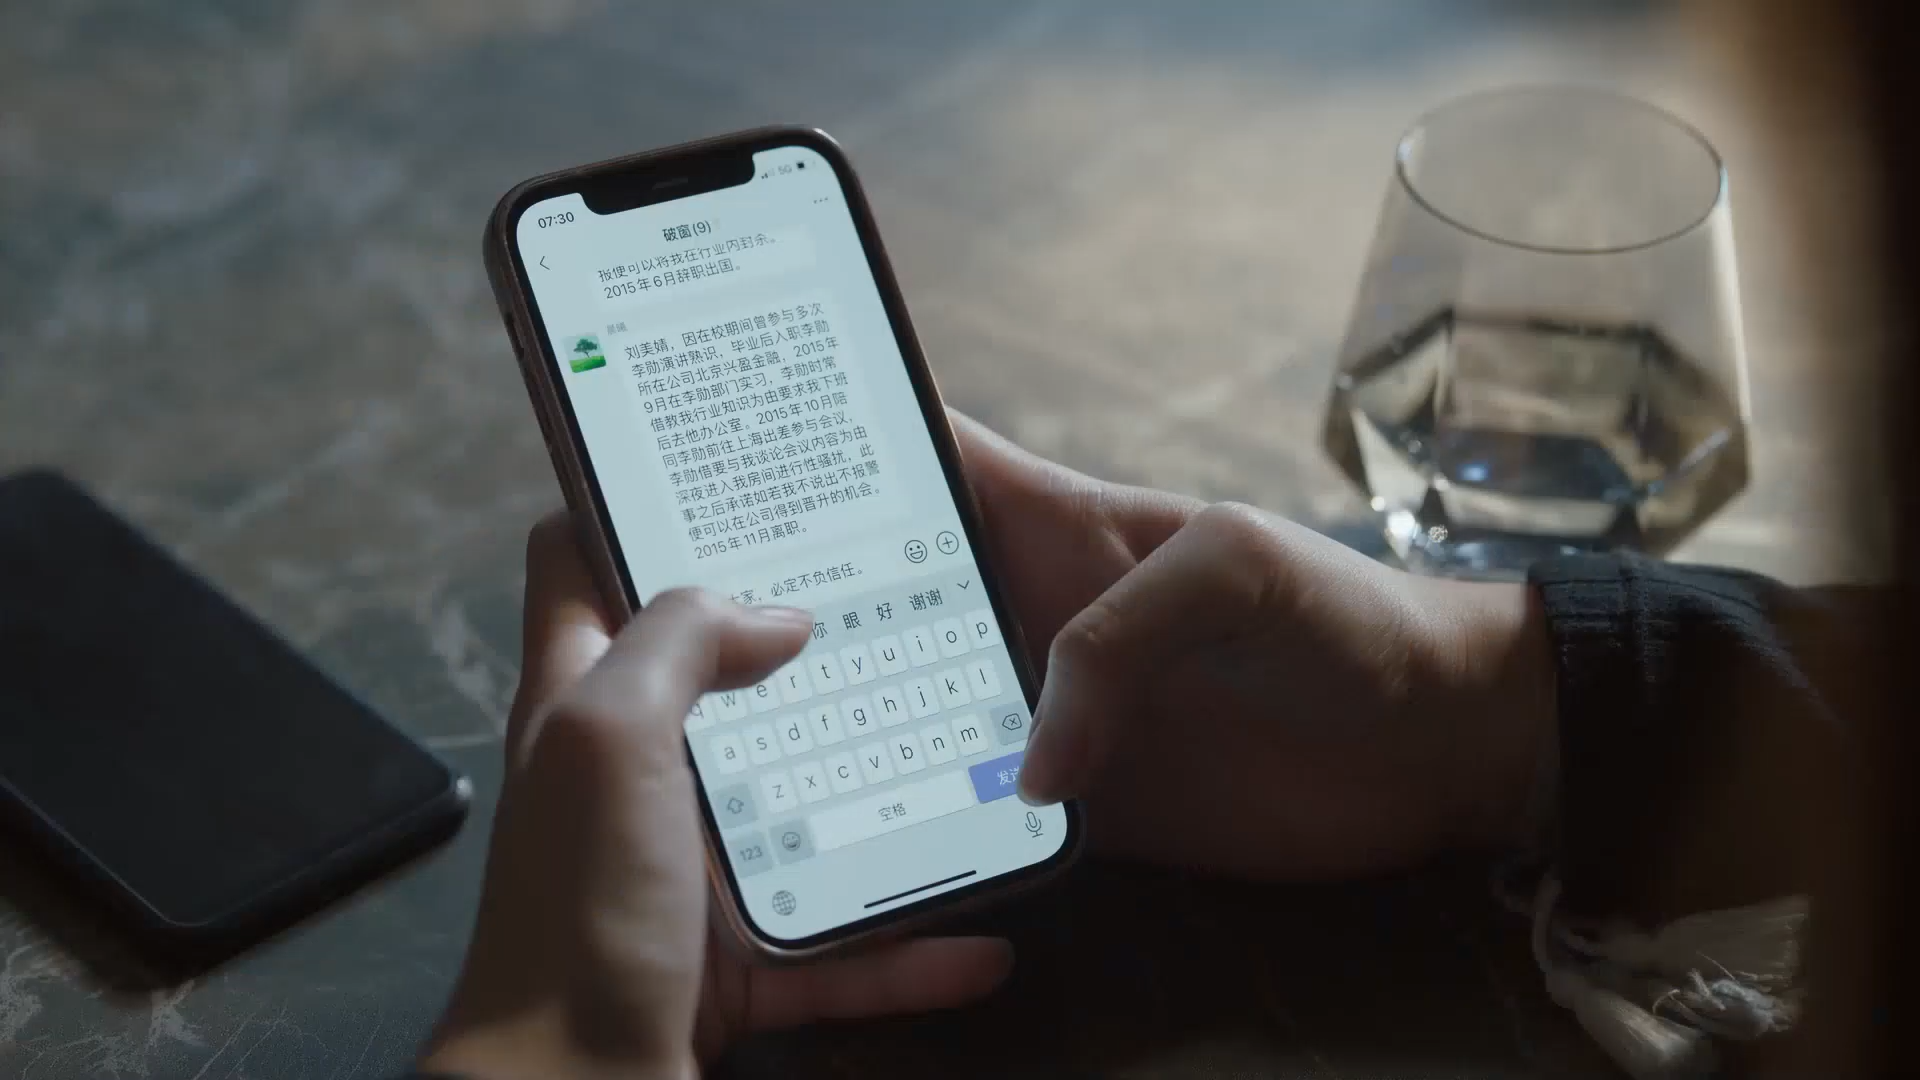 07:30
5G
破窗(9)
报便可以将我在行业内封杀。
2015年6月辞职出国。
晨曦
刘美婧，因在校期间曾参与多次
李勋演讲熟识，毕业后入职李勋
所在公司北京兴盈金融，2015年
9月在李勋部门实习，李勋时常
借教我行业知识为由要求我下班
后去他办公室。2015年10月陪
同李勋前往上海出差参与会议，
李勋借要与我谈论会议内容为由
深夜进入我房间进行性骚扰，此
事之后承诺如若我不说出不报警
便可以在公司得到晋升的机会。
2015年11月离职。
大家，必定不负信任。
你 眼 好 谢谢
q w e r t y u i o p
a s d f g h j k l
z x c v b n m
123 空格 发送